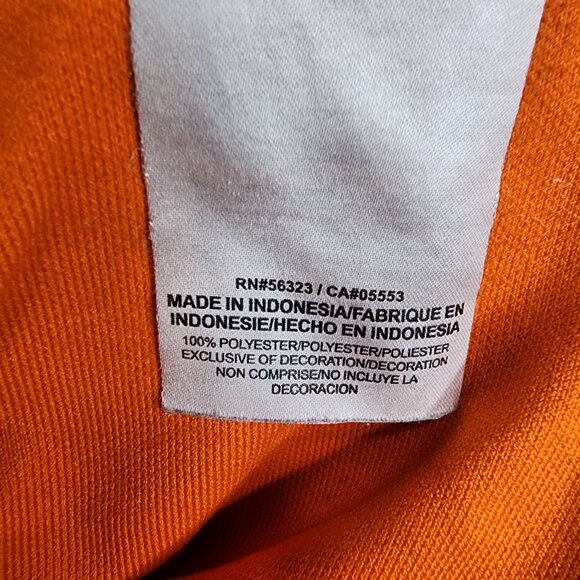 RN#56323 / CA#05553
MADE IN INDONESIA/FABRIQUE EN
INDONESIE/HECHO EN INDONESIA
100% POLYESTER/POLYESTER/POLIESTER
EXCLUSIVE OF DECORATION/DECORATION
NON COMPRISE/NO INCLUYE LA
DECORACION